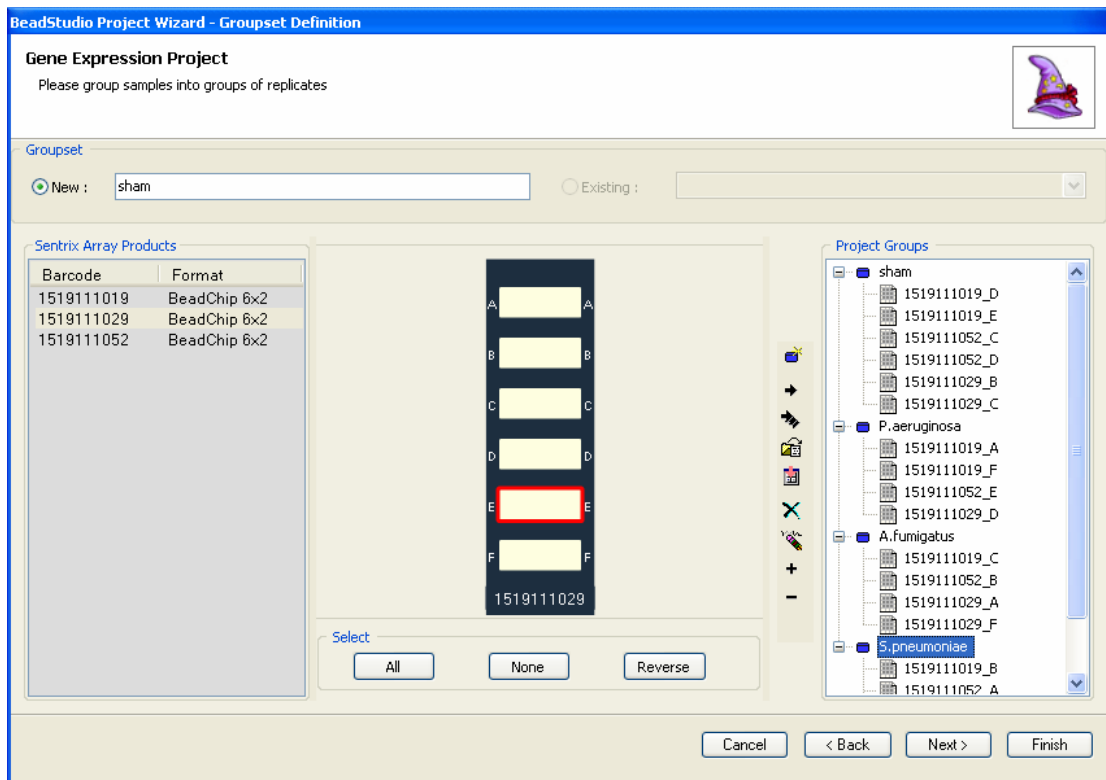 BeadStudio Project Wizard - Groupset Definition
Gene Expression Project
Please group samples into groups of replicates
Groupset
New : sham Existing :
Sentrix Array Products
Barcode Format
1519111019 BeadChip 6x2
1519111029 BeadChip 6x2
1519111052 BeadChip 6x2
A A
B B
C C
D D
E E
F F
1519111029
Select
All None Reverse
Project Groups
sham
1519111019_D
1519111019_E
1519111052_C
1519111052_D
1519111029_B
1519111029_C
P.aeruginosa
1519111019_A
1519111019_F
1519111052_E
1519111029_D
A.fumigatus
1519111019_C
1519111052_B
1519111029_A
1519111029_F
S.pneumoniae
1519111019_B
1519111052_A
Cancel < Back Next > Finish